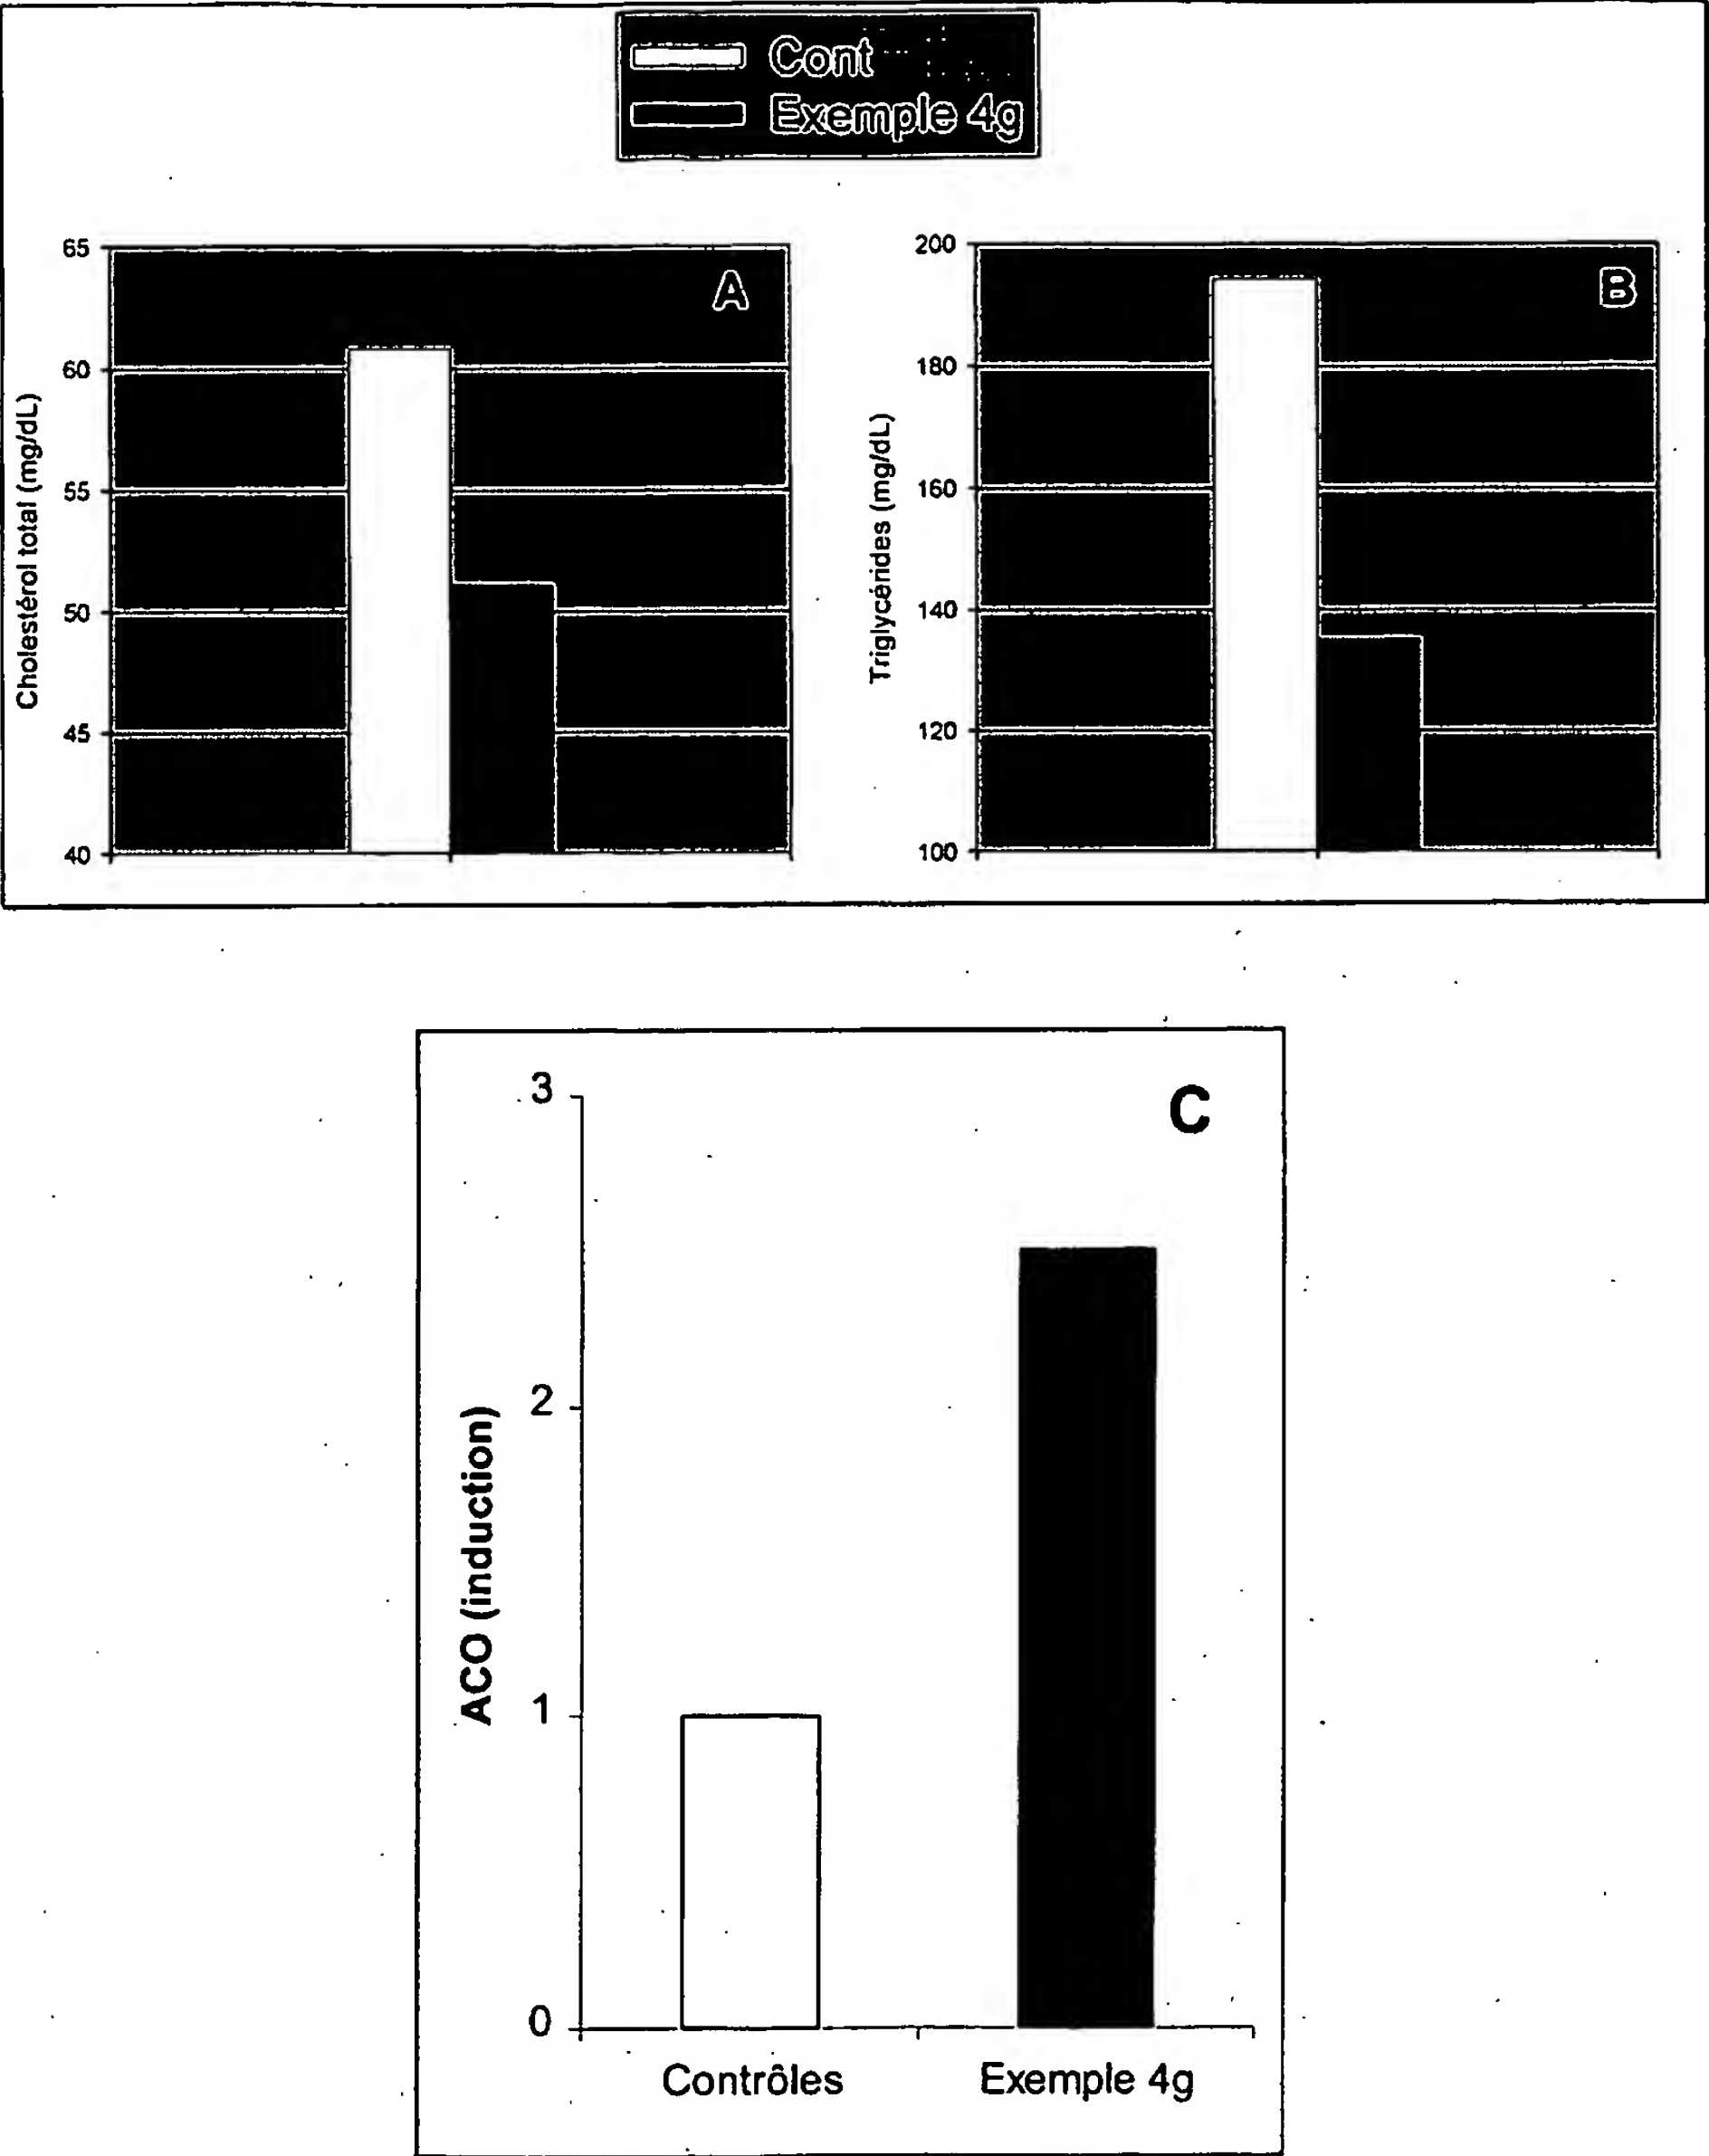 Cont
Exemple 4g
A
65
60
55
50
45
40
Cholestérol total (mg/dL)
B
200
180
160
140
120
100
Triglycérides (mg/dL)
C
3
2
1
0
ACO (induction)
Contrôles
Exemple 4g